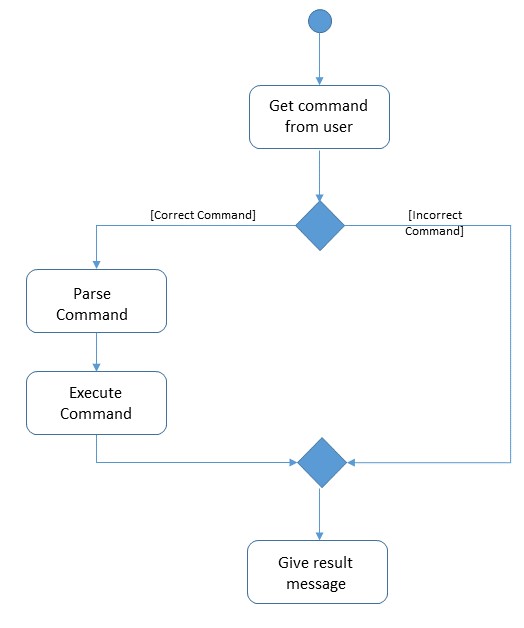 Get command
from user
[Correct Command]
[Incorrect
Command]
Parse
Command
Execute
Command
Give result
message